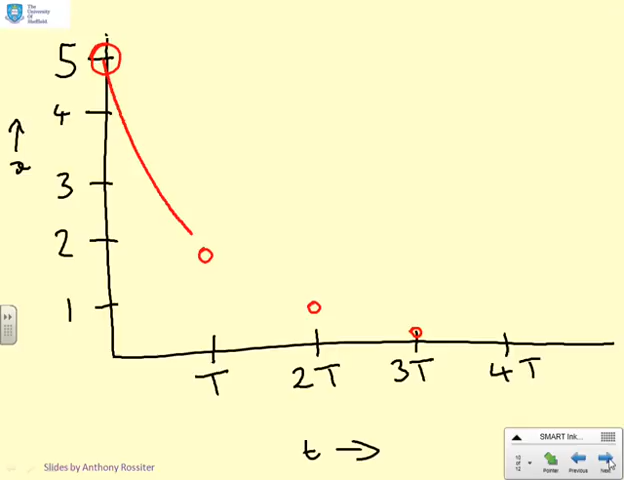 The
University
Of
Sheffield.
5
4
3
2
1
x
T
2T
3T
4T
t
Slides by Anthony Rossiter
SMART Ink...
Pointer
Previous
Next